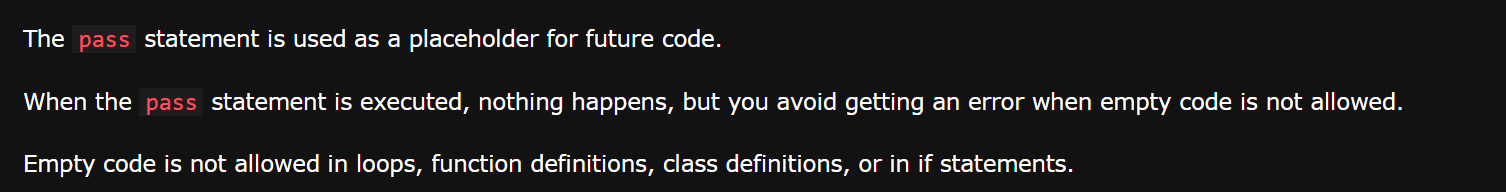 The pass statement is used as a placeholder for future code.
When the pass statement is executed, nothing happens, but you avoid getting an error when empty code is not allowed.
Empty code is not allowed in loops, function definitions, class definitions, or in if statements.